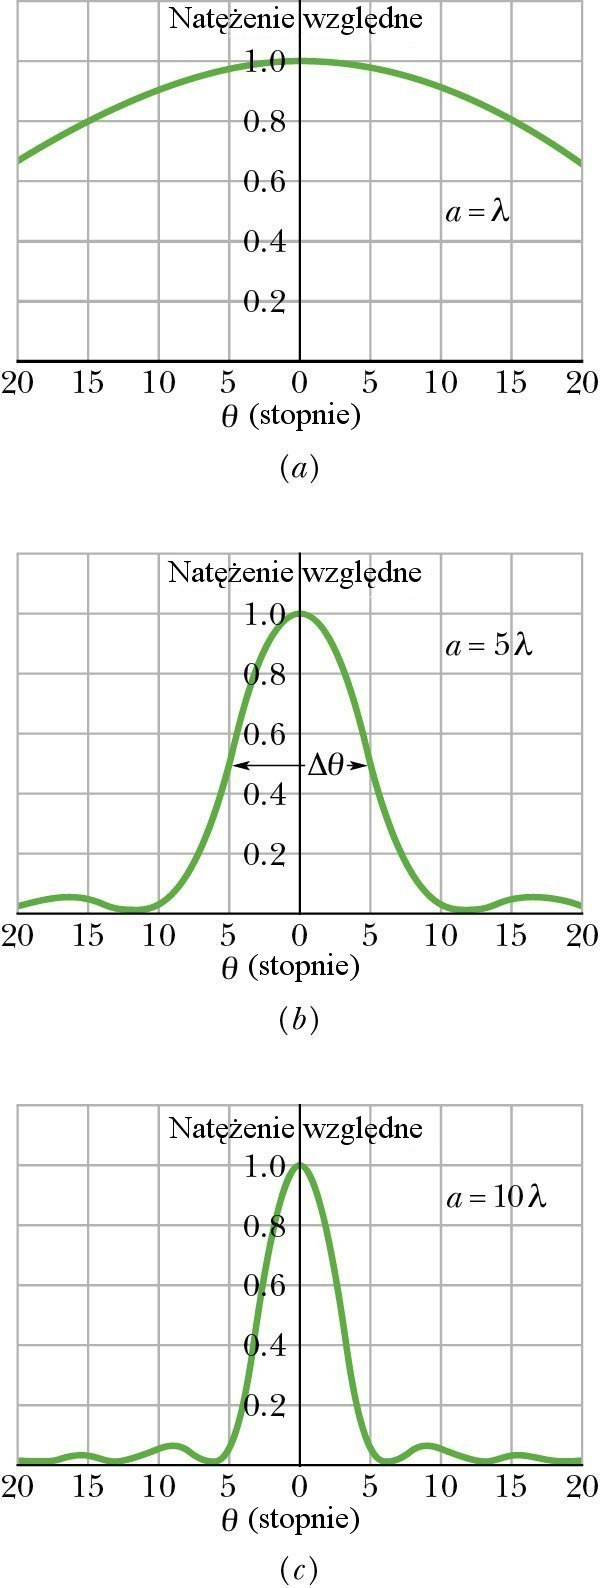 Natężenie względne
1.0
0.8
0.6
a = λ
0.4
0.2
20 15 10 5 0 5 10 15 20
θ (stopnie)
(a)
Natężenie względne
1.0
a = 5λ
0.8
0.6
Δθ
0.4
0.2
20 15 10 5 0 5 10 15 20
θ (stopnie)
(b)
Natężenie względne
1.0
a = 10λ
0.8
0.6
0.4
0.2
20 15 10 5 0 5 10 15 20
θ (stopnie)
(c)